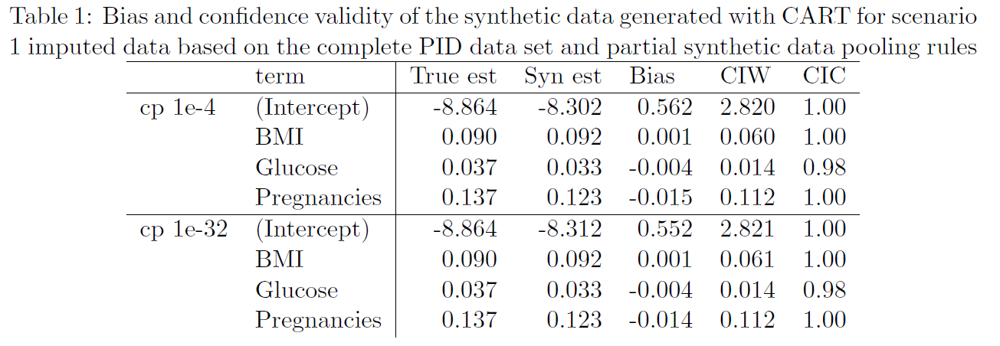 Table 1: Bias and confidence validity of the synthetic data generated with CART for scenario
1 imputed data based on the complete PID data set and partial synthetic data pooling rules
term True est Syn est Bias CIW CIC
cp 1e-4 (Intercept) -8.864 -8.302 0.562 2.820 1.00
BMI 0.090 0.092 0.001 0.060 1.00
Glucose 0.037 0.033 -0.004 0.014 0.98
Pregnancies 0.137 0.123 -0.015 0.112 1.00
cp 1e-32 (Intercept) -8.864 -8.312 0.552 2.821 1.00
BMI 0.090 0.092 0.001 0.061 1.00
Glucose 0.037 0.033 -0.004 0.014 0.98
Pregnancies 0.137 0.123 -0.014 0.112 1.00